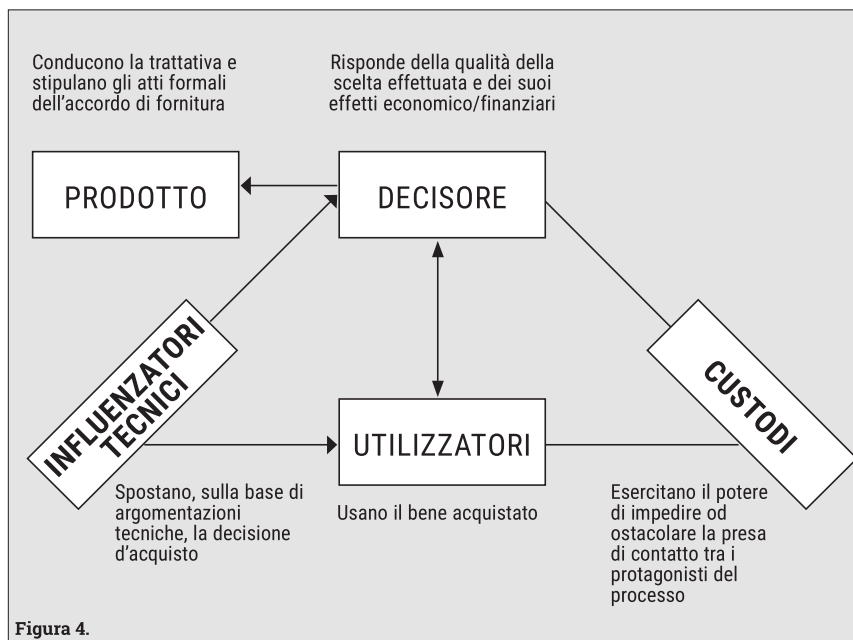 Conducono la trattativa e
stipulano gli atti formali
dell'accordo di fornitura
Risponde della qualità della
scelta effettuata e dei suoi
effetti economico/finanziari
PRODOTTO
DECISORE
INFLUENZATORI
TECNICI
UTILIZZATORI
CUSTODI
Spostano, sulla base di
argomentazioni
tecniche, la decisione
d'acquisto
Usano il bene acquistato
Esercitano il potere
di impedire od
ostacolare la presa
di contatto tra i
protagonisti del
processo
Figura 4.